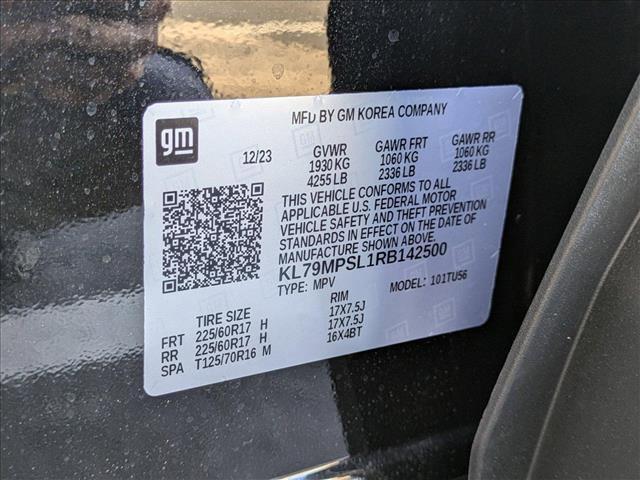 MFD BY GM KOREA COMPANY
gm
12/23 GVWR GAWR FRT GAWR RR
1930 KG 1060 KG 1060 KG
4255 LB 2336 LB 2336 LB
THIS VEHICLE CONFORMS TO ALL
APPLICABLE U.S. FEDERAL MOTOR
VEHICLE SAFETY AND THEFT PREVENTION
STANDARDS IN EFFECT ON THE DATE OF
MANUFACTURE SHOWN ABOVE.
KL79MPSL1RB142500
TYPE: MPV MODEL: 101TU56
TIRE SIZE RIM
FRT 225/60R17 H 17X7.5J
RR 225/60R17 H 17X7.5J
SPA T125/70R16 M 16X4BT